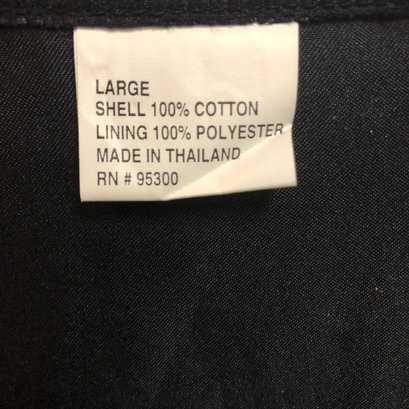 LARGE
SHELL 100% COTTON
LINING 100% POLYESTER
MADE IN THAILAND
RN # 95300